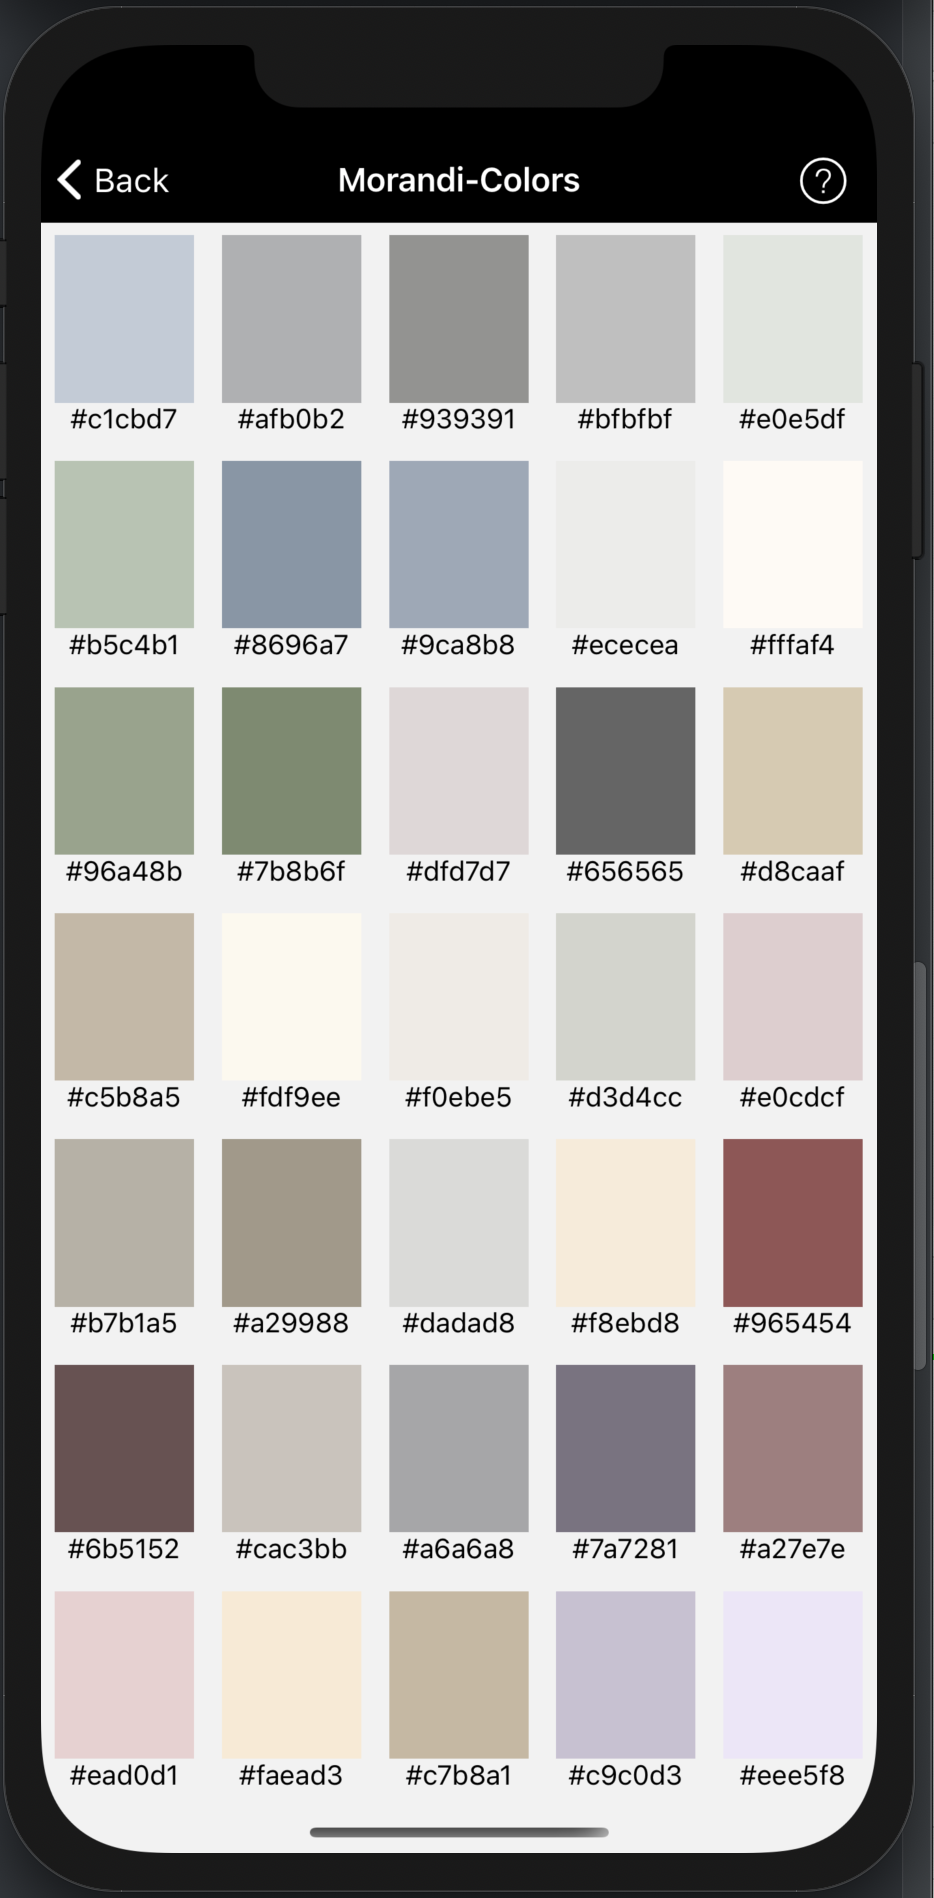 Back Morandi-Colors ?
#c1cbd7 #afb0b2 #939391 #bfbfbf #e0e5df
#b5c4b1 #8696a7 #9ca8b8 #ececea #fffaf4
#96a48b #7b8b6f #dfd7d7 #656565 #d8caaf
#c5b8a5 #fdf9ee #f0ebe5 #d3d4cc #e0cdcf
#b7b1a5 #a29988 #dadad8 #f8ebd8 #965454
#6b5152 #cac3bb #a6a6a8 #7a7281 #a27e7e
#ead0d1 #faead3 #c7b8a1 #c9c0d3 #eee5f8